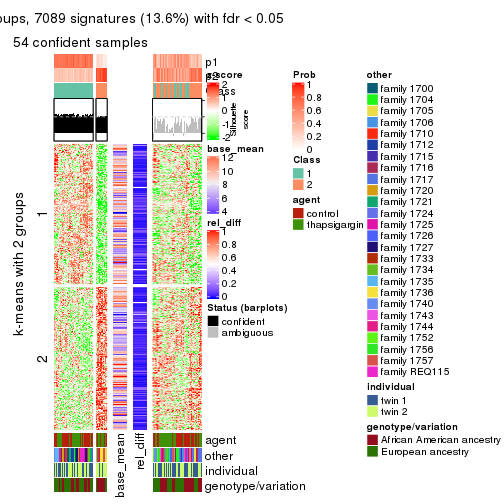 oups, 7089 signatures (13.6%) with fdr < 0.05
54 confident samples
p1
p2
Class
Silhouette
score
1
2
k-means with 2 groups
agent
other
individual
genotype/variation
base_mean
rel_diff
z-score
2
1
0
-1
-2
base_mean
12
10
8
6
4
rel_diff
1
0.8
0.6
0.4
0.2
0
Status (barplots)
confident
ambiguous
Prob
1
0.8
0.6
0.4
0.2
0
Class
1
2
agent
control
thapsigargin
other
family 1700
family 1704
family 1705
family 1706
family 1710
family 1712
family 1715
family 1716
family 1717
family 1720
family 1721
family 1724
family 1725
family 1726
family 1727
family 1733
family 1734
family 1735
family 1736
family 1740
family 1743
family 1744
family 1752
family 1756
family 1757
family REQ115
individual
twin 1
twin 2
genotype/variation
African American ancestry
European ancestry